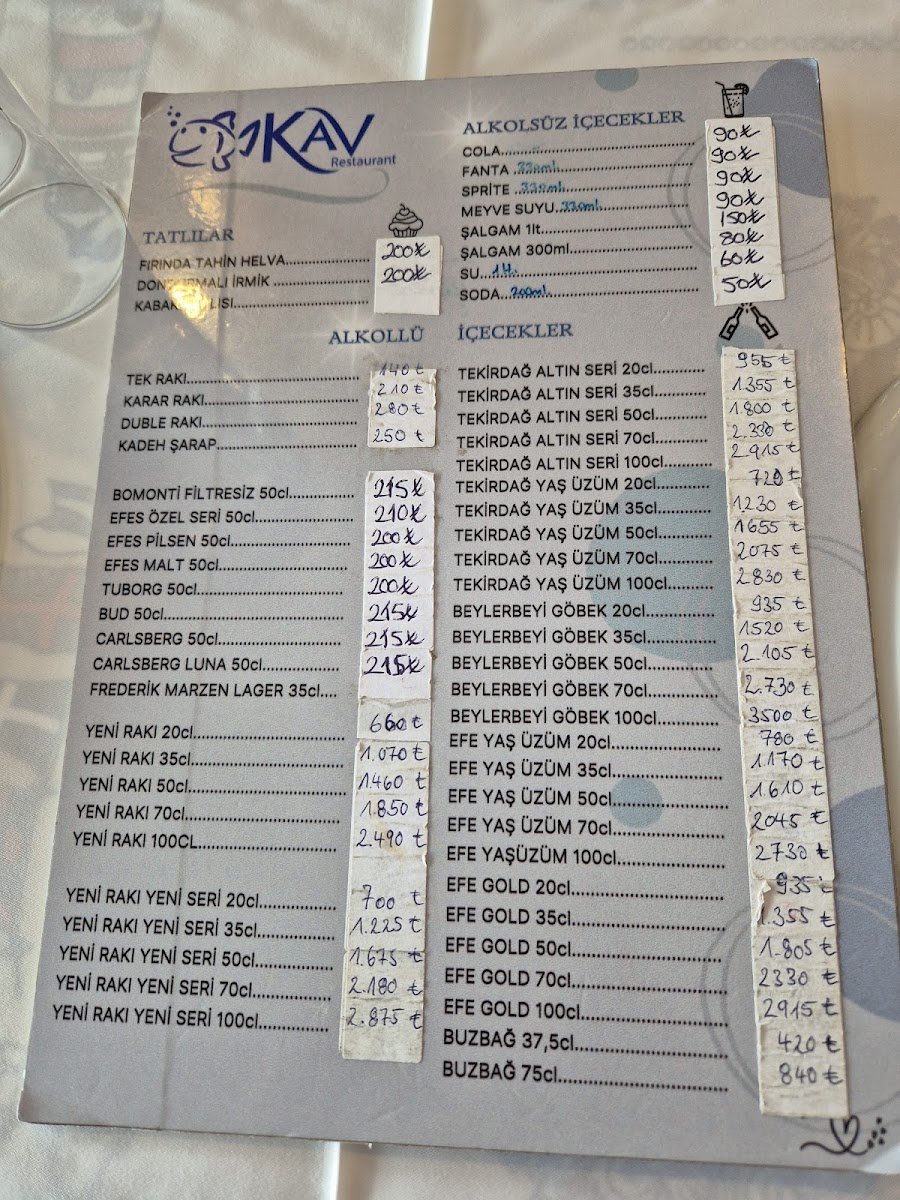 KAV
Restaurant
TATLILAR
FIRINDA TAHİN HELVA 200₺
DONDURMALI İRMİK 200₺
KABAK
ALKOLSÜZ İÇECEKLER
COLA 90₺
FANTA 330ml 90₺
SPRİTE 330ml 90₺
MEYVE SUYU 330ml 90₺
ŞALGAM 1lt 150₺
ŞALGAM 300ml 80₺
SU 1 lt. 60₺
SODA 200ml 50₺
ALKOLLÜ İÇECEKLER
TEK RAKI 140 ₺
KARAR RAKI 210 ₺
DUBLE RAKI 280 ₺
KADEH ŞARAP 250 ₺
BOMONTİ FİLTRESİZ 50cl 215₺
EFES ÖZEL SERİ 50cl 210₺
EFES PİLSEN 50cl 200₺
EFES MALT 50cl 200₺
TUBORG 50cl 200₺
BUD 50cl 215₺
CARLSBERG 50cl 215₺
CARLSBERG LUNA 50cl 215₺
FREDERİK MARZEN LAGER 35cl
YENİ RAKI 20cl 660 ₺
YENİ RAKI 35cl 1.070 ₺
YENİ RAKI 50cl 1.460 ₺
YENİ RAKI 70cl 1.850 ₺
YENİ RAKI 100CL 2.490 ₺
YENİ RAKI YENİ SERİ 20cl 700 ₺
YENİ RAKI YENİ SERİ 35cl 1.225 ₺
YENİ RAKI YENİ SERİ 50cl 1.675 ₺
YENİ RAKI YENİ SERİ 70cl 2.180 ₺
YENİ RAKI YENİ SERİ 100cl 2.875 ₺
TEKİRDAĞ ALTIN SERİ 20cl 955 ₺
TEKİRDAĞ ALTIN SERİ 35cl 1.355 ₺
TEKİRDAĞ ALTIN SERİ 50cl 1.800 ₺
TEKİRDAĞ ALTIN SERİ 70cl 2.330 ₺
TEKİRDAĞ ALTIN SERİ 100cl 2.915 ₺
TEKİRDAĞ YAŞ ÜZÜM 20cl 720 ₺
TEKİRDAĞ YAŞ ÜZÜM 35cl 1.230 ₺
TEKİRDAĞ YAŞ ÜZÜM 50cl 1655 ₺
TEKİRDAĞ YAŞ ÜZÜM 70cl 2075 ₺
TEKİRDAĞ YAŞ ÜZÜM 100cl 2.830 ₺
BEYLERBEYİ GÖBEK 20cl 935 ₺
BEYLERBEYİ GÖBEK 35cl 1520 ₺
BEYLERBEYİ GÖBEK 50cl 2.105 ₺
BEYLERBEYİ GÖBEK 70cl 2.730 ₺
BEYLERBEYİ GÖBEK 100cl 3500 ₺
EFE YAŞ ÜZÜM 20cl 780 ₺
EFE YAŞ ÜZÜM 35cl 1.170 ₺
EFE YAŞ ÜZÜM 50cl 1.610 ₺
EFE YAŞ ÜZÜM 70cl 2045 ₺
EFE YAŞÜZÜM 100cl 2730 ₺
EFE GOLD 20cl 935 ₺
EFE GOLD 35cl 1.355 ₺
EFE GOLD 50cl 1.805 ₺
EFE GOLD 70cl 2330 ₺
EFE GOLD 100cl 2915 ₺
BUZBAĞ 37,5cl 420 ₺
BUZBAĞ 75cl 840 ₺